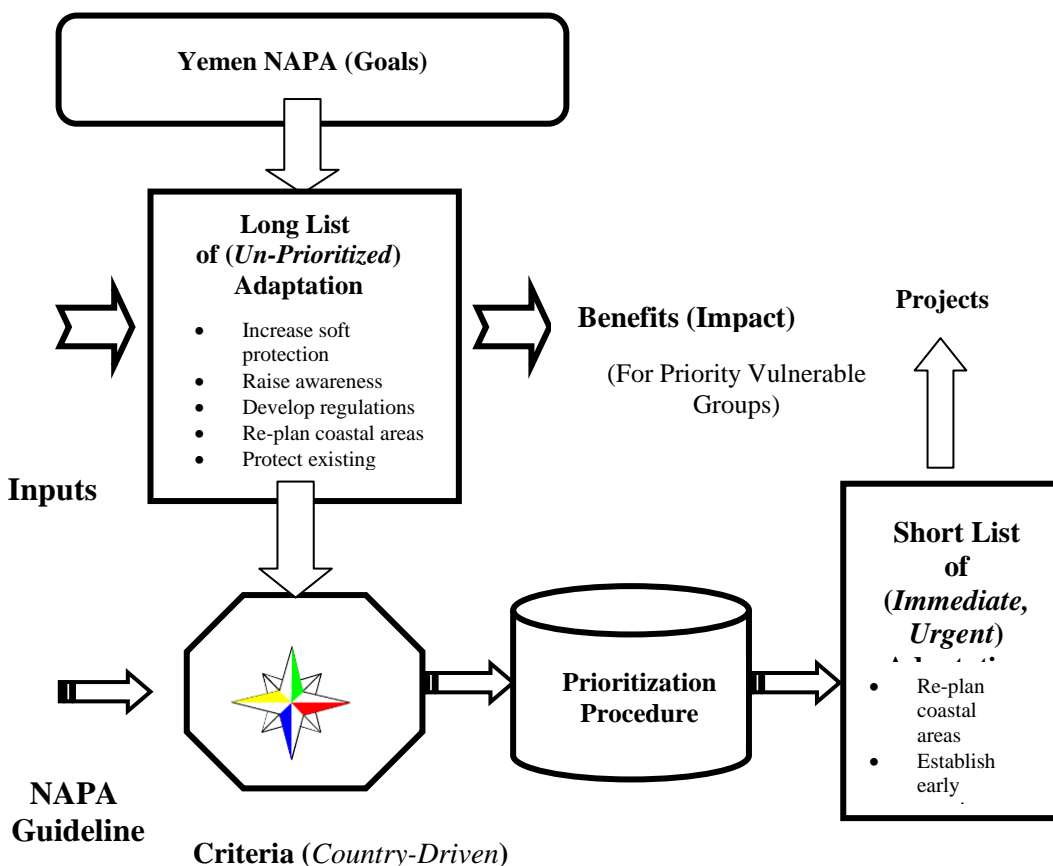 Yemen NAPA (Goals)
Long List
of (Un-Prioritized)
Adaptation
• Increase soft
protection
• Raise awareness
• Develop regulations
• Re-plan coastal areas
• Protect existing
Inputs
Benefits (Impact)
(For Priority Vulnerable
Groups)
Projects
Short List
of
(Immediate,
Urgent)
• Re-plan
coastal
areas
• Establish
early
Prioritization
Procedure
NAPA
Guideline
Criteria (Country-Driven)